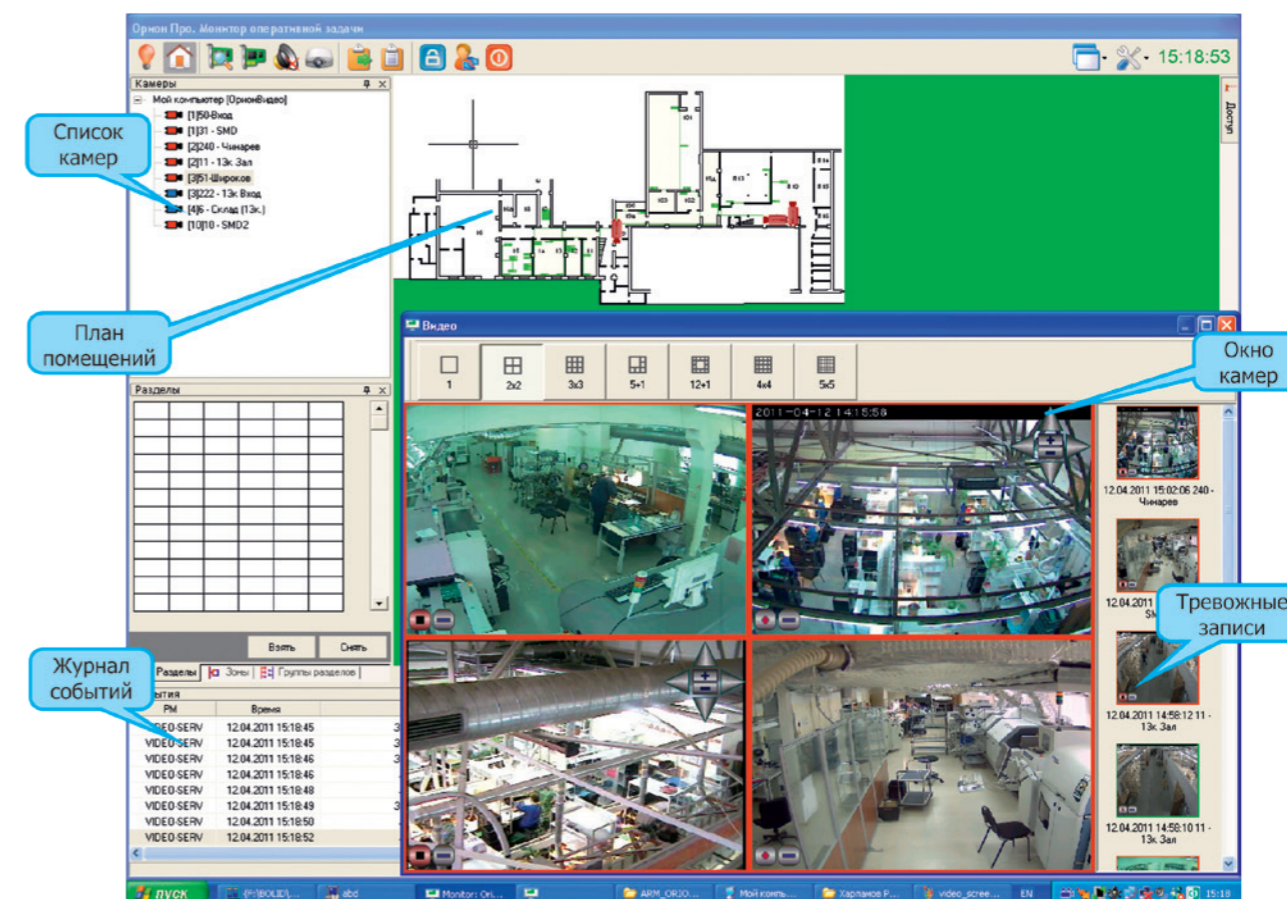 Орион Про. Монитор оперативной задачи
15:18:53
Камеры
Мой компьютер [ОрионВидео]
[1]50-Вход
[1]31 - SMD
[2]240 - Чинарев
[2]11 - 13к. Зал
[3]51-Широков
[3]222 - 13к Вход
[4]6 - Склад (13к.)
[10]10 - SMD2
Список
камер
Доступ
План
помещений
Видео
1
2x2
3x3
5+1
12+1
4x4
5x5
Окно
камер
Разделы
2011-04-12 14:15:58
12.04.2011 15:02:06 240 -
Чинарев
12.04.2011
Тревожные
записи
12.04.2011 14:58:12 11 -
13к. Зал
12.04.2011 14:58:10 11 -
13к. Зал
Взять
Снять
Разделы
Зоны
Группы разделов
Журнал
событий
РМ
Время
VIDEO-SERV 12.04.2011 15:18:45
VIDEO-SERV 12.04.2011 15:18:45
VIDEO-SERV 12.04.2011 15:18:46
VIDEO-SERV 12.04.2011 15:18:46
VIDEO-SERV 12.04.2011 15:18:48
VIDEO-SERV 12.04.2011 15:18:49
VIDEO-SERV 12.04.2011 15:18:50
VIDEO-SERV 12.04.2011 15:18:52
пуск
abd
Monitor: Ori...
ARM_ORIO...
Мой компь...
Харланов Р...
video_scree...
EN
15:18